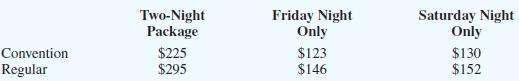 Two-Night Friday Night Saturday Night
Package Only Only
Convention $225 $123 $130
Regular $295 $146 $152